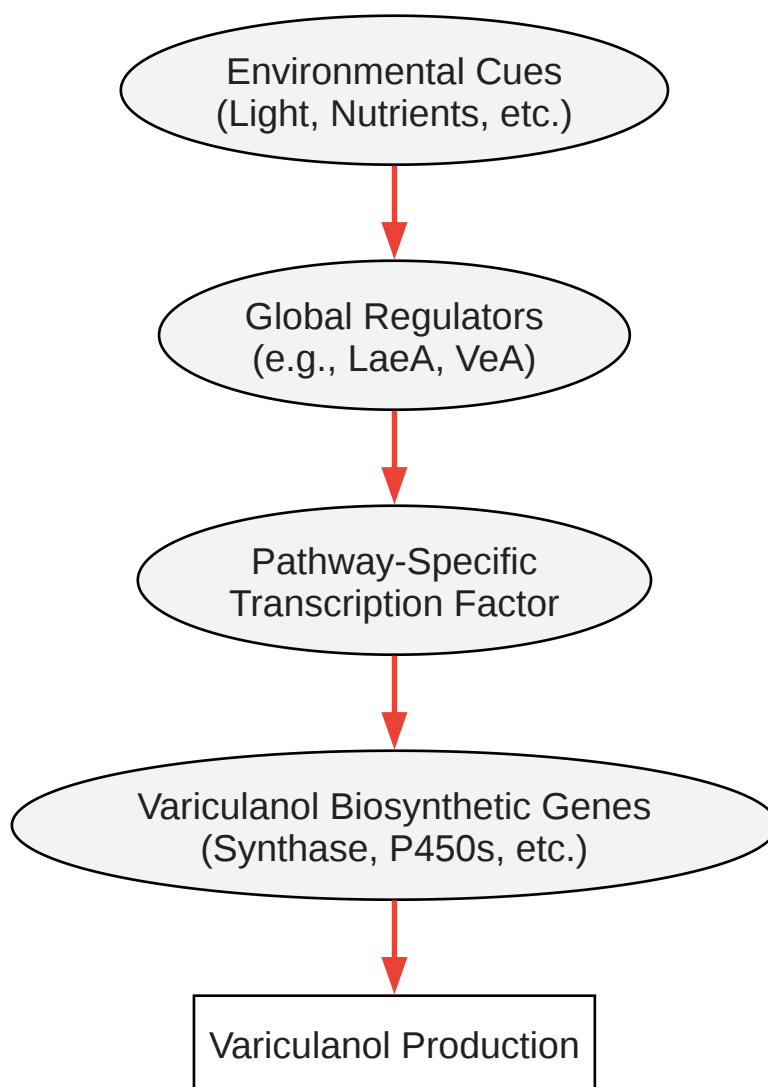 Environmental Cues
(Light, Nutrients, etc.)
Global Regulators
(e.g., LaeA, VeA)
Pathway-Specific
Transcription Factor
Variculanol Biosynthetic Genes
(Synthase, P450s, etc.)
Variculanol Production